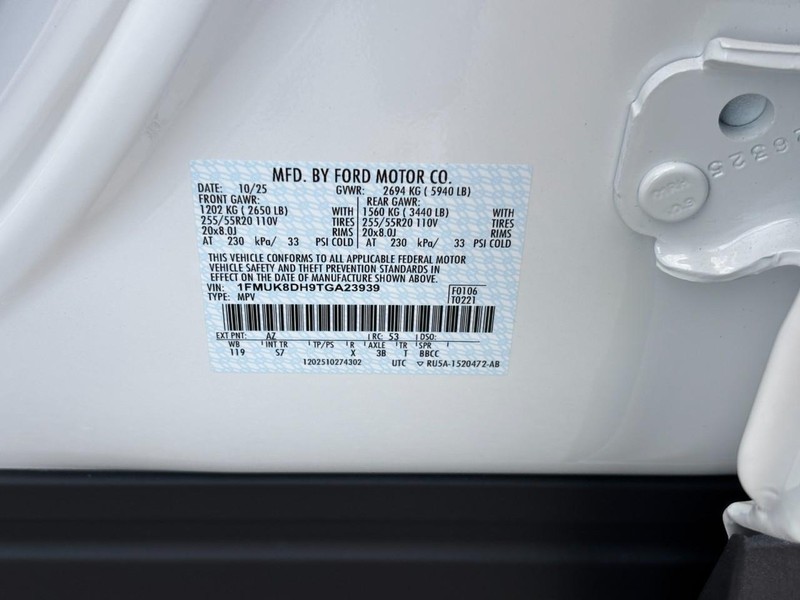 MFD. BY FORD MOTOR CO.
DATE: 10/25 GVWR: 2694 KG ( 5940 LB)
FRONT GAWR: REAR GAWR:
1202 KG ( 2650 LB) WITH 1560 KG ( 3440 LB) WITH
255/55R20 110V TIRES 255/55R20 110V TIRES
20x8.0J RIMS 20x8.0J RIMS
AT 230 kPa/ 33 PSI COLD AT 230 kPa/ 33 PSI COLD
THIS VEHICLE CONFORMS TO ALL APPLICABLE FEDERAL MOTOR
VEHICLE SAFETY AND THEFT PREVENTION STANDARDS IN
EFFECT ON THE DATE OF MANUFACTURE SHOWN ABOVE.
VIN: 1FMUK8DH9TGA23939 F0106
TYPE: MPV T0221
EXT PNT: AZ RC: 53 DSO:
WB INT TR TP/PS R AXLE TR SPR
119 S7 X 3B T BBCC
1202510274302 UTC ▽ RU5A-1520472-AB
26325